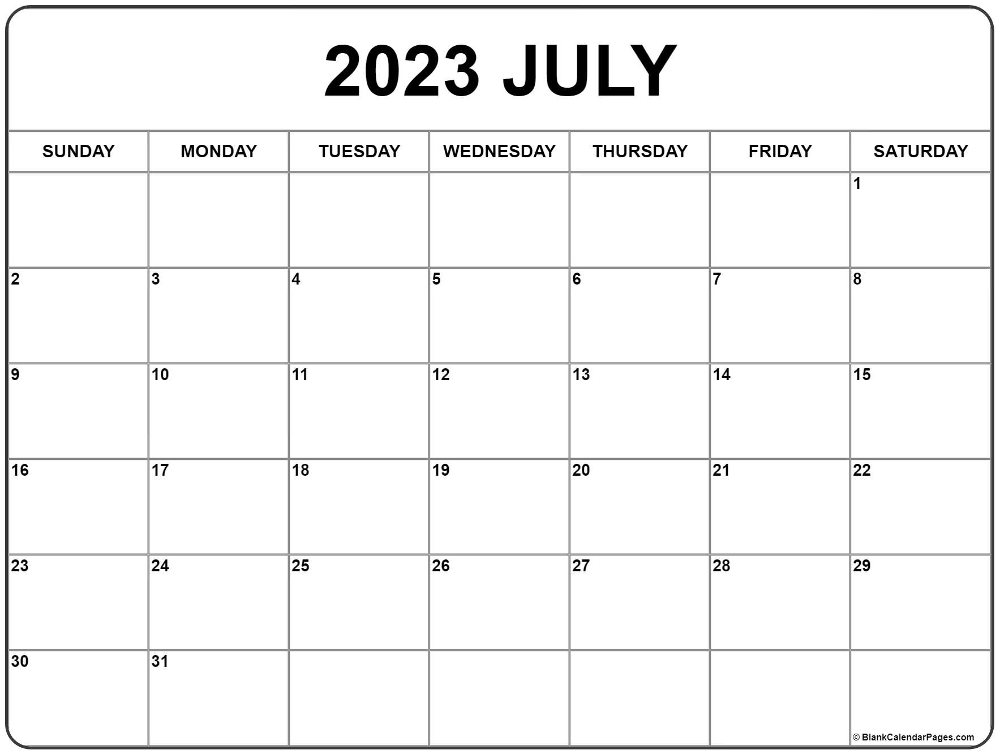 2023 JULY
SUNDAY MONDAY TUESDAY WEDNESDAY THURSDAY FRIDAY SATURDAY
1
2 3 4 5 6 7 8
9 10 11 12 13 14 15
16 17 18 19 20 21 22
23 24 25 26 27 28 29
30 31
© BlankCalendarPages.com